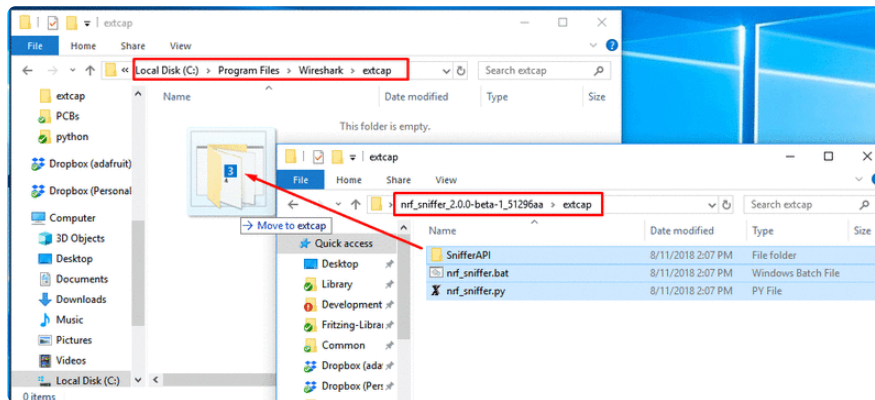 extcap
File Home Share View
« Local Disk (C:) > Program Files > Wireshark > extcap
Search extcap
Name Date modified Type Size
This folder is empty.
extcap
PCBs
python
Dropbox (adafruit)
Dropbox (Personal
Computer
3D Objects
Desktop
Documents
Downloads
Music
Pictures
Videos
Local Disk (C:)
0 items
3
→ Move to extcap
extcap
File Home Share View
nrf_sniffer_2.0.0-beta-1_51296aa > extcap
Search extcap
Name Date modified Type Size
SnifferAPI 8/11/2018 2:07 PM File folder
nrf_sniffer.bat 8/11/2018 2:07 PM Windows Batch File
nrf_sniffer.py 8/11/2018 2:07 PM PY File
Quick access
Desktop
Library
Development
Fritzing-Librar
Common
Dropbox (ada
Dropbox (Pers